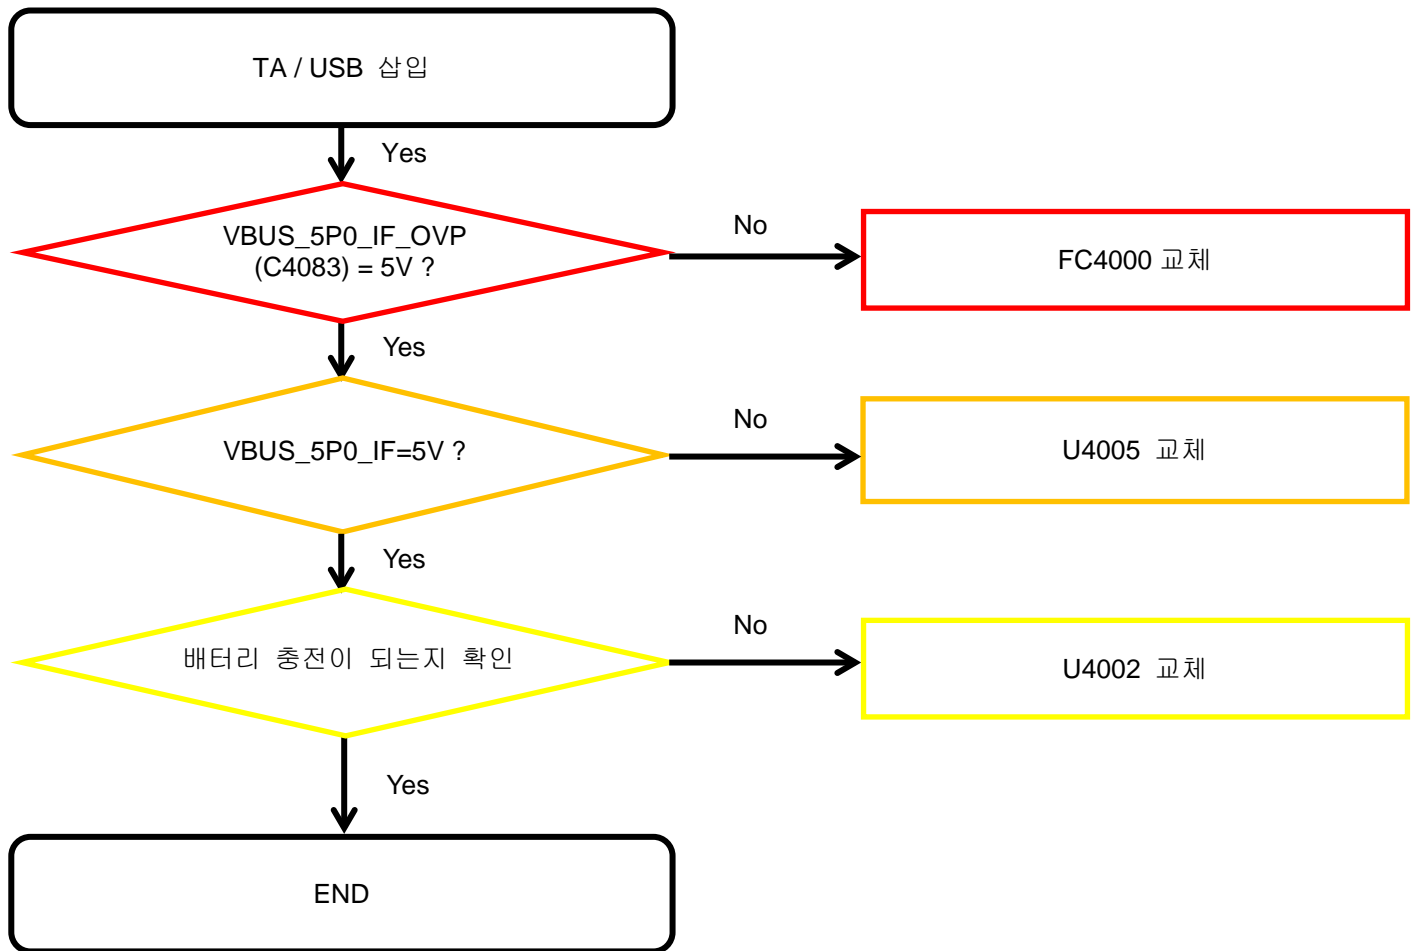 TA / USB 삽입
Yes
VBUS_5P0_IF_OVP
(C4083) = 5V ?
No
FC4000 교체
Yes
VBUS_5P0_IF=5V ?
No
U4005 교체
Yes
배터리 충전이 되는지 확인
No
U4002 교체
Yes
END